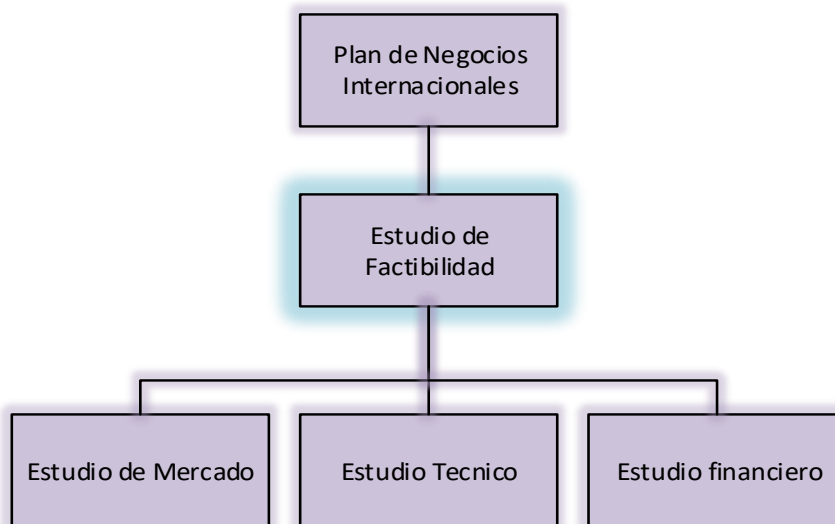 Plan de Negocios
Internacionales
Estudio de
Factibilidad
Estudio de Mercado
Estudio Tecnico
Estudio financiero